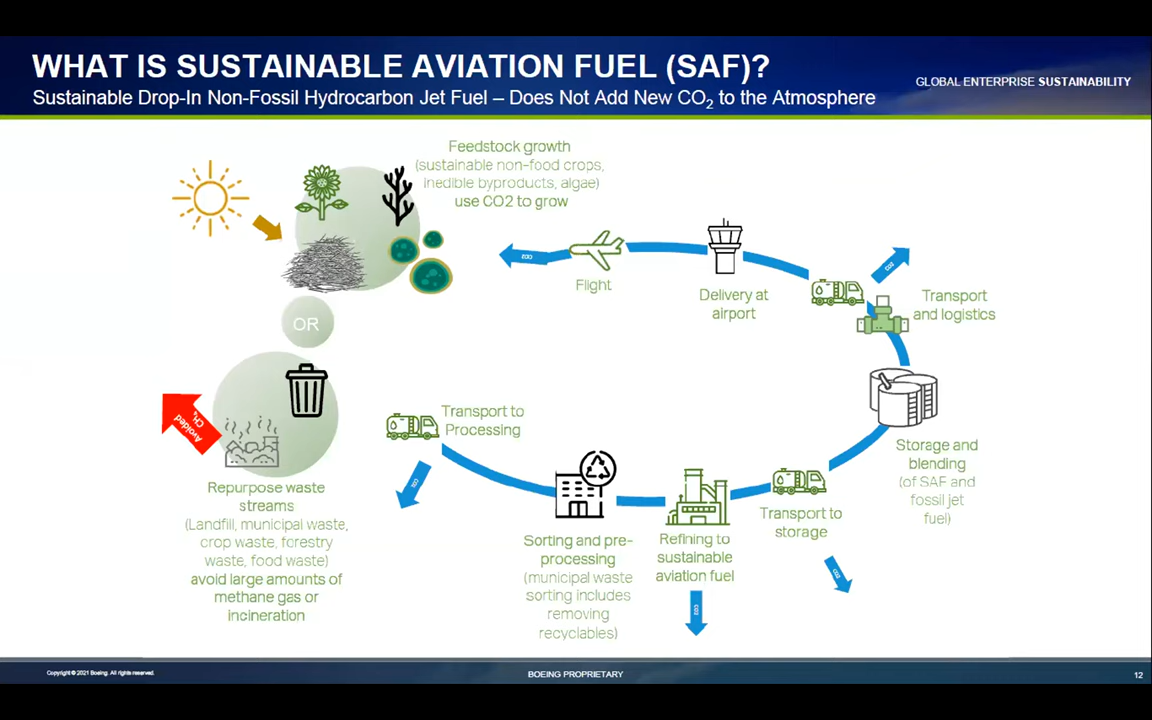 WHAT IS SUSTAINABLE AVIATION FUEL (SAF)?
Sustainable Drop-In Non-Fossil Hydrocarbon Jet Fuel – Does Not Add New CO2 to the Atmosphere
GLOBAL ENTERPRISE SUSTAINABILITY
Feedstock growth
(sustainable non-food crops,
inedible byproducts, algae)
use CO2 to grow
CO2
Flight
Delivery at
airport
CO2
Transport
and logistics
OR
Avoided
CH4
Repurpose waste
streams
(Landfill, municipal waste,
crop waste, forestry
waste, food waste)
avoid large amounts of
methane gas or
incineration
Transport to
Processing
CO2
Sorting and pre-
processing
(municipal waste
sorting includes
removing
recyclables)
Refining to
sustainable
aviation fuel
CO2
Transport to
storage
CO2
Storage and
blending
(of SAF and
fossil jet
fuel)
Copyright © 2021 Boeing. All rights reserved.
BOEING PROPRIETARY
12